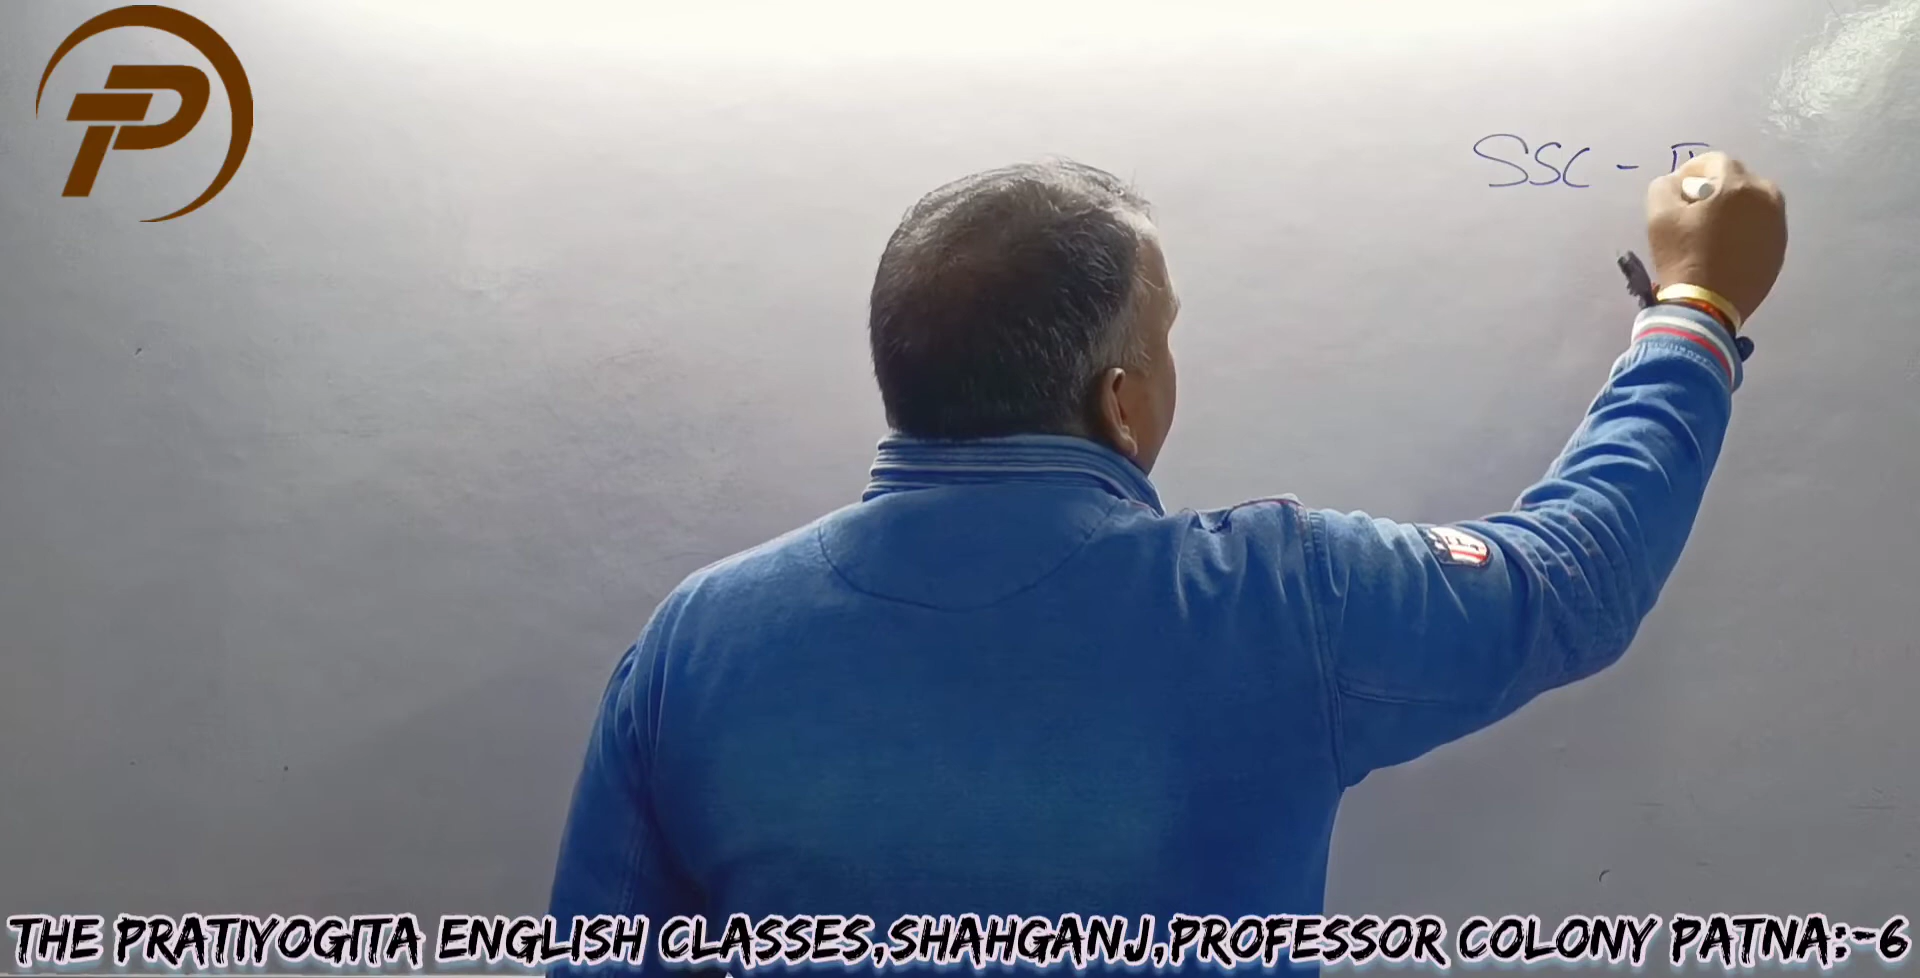 SSC -
THE PRATIYOGITA ENGLISH CLASSES,SHAHGANJ,PROFESSOR COLONY PATNA:-6